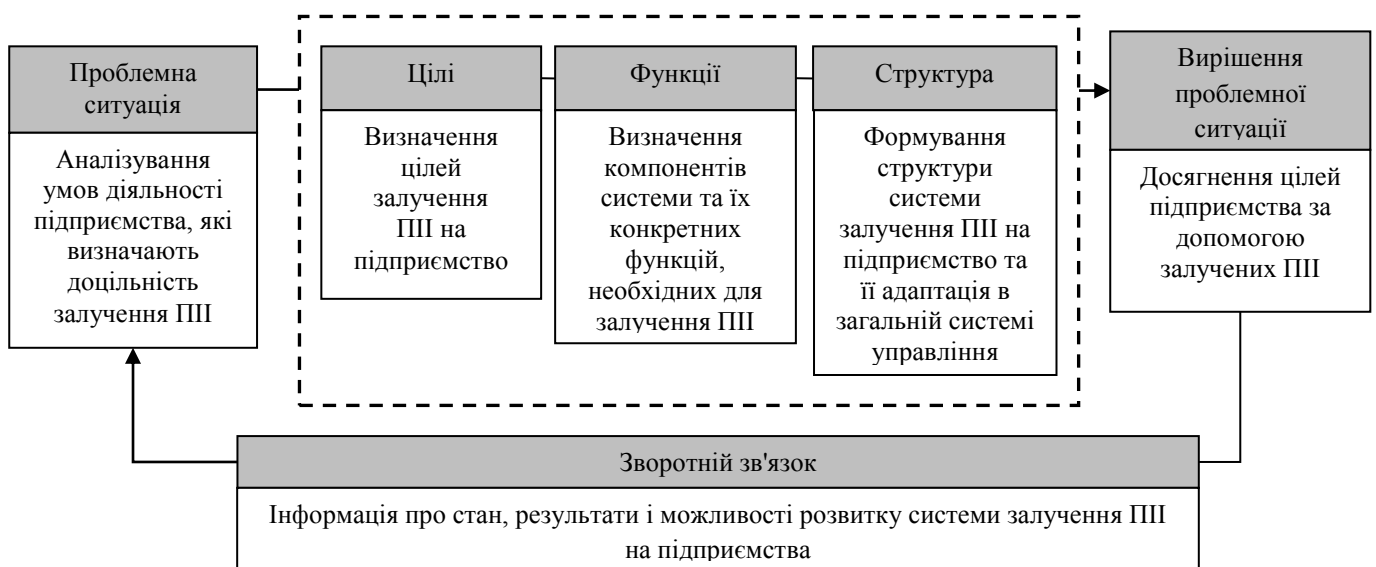 Проблемна
ситуація
Аналізування
умов діяльності
підприємства, які
визначають
доцільність
залучення ПІІ
Цілі
Визначення
цілей
залучення
ПІІ на
підприємство
Функції
Визначення
компонентів
системи та їх
конкретних
функцій,
необхідних для
залучення ПІІ
Структура
Формування
структури
системи
залучення ПІІ на
підприємство та
її адаптація в
загальній системі
управління
Вирішення
проблемної
ситуації
Досягнення цілей
підприємства за
допомогою
залучених ПІІ
Зворотній зв'язок
Інформація про стан, результати і можливості розвитку системи залучення ПІІ
на підприємства